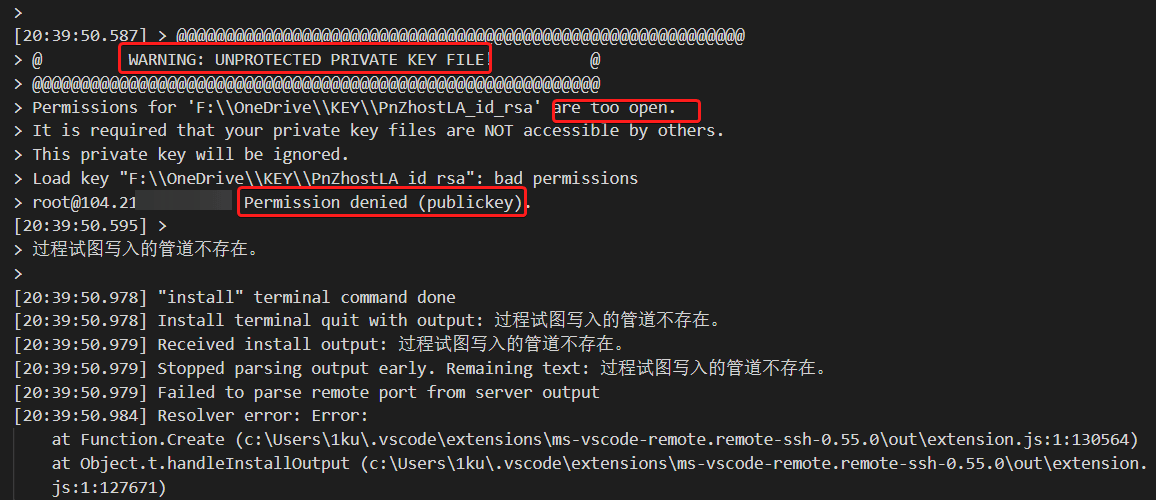 >
[20:39:50.587] > @@@@@@@@@@@@@@@@@@@@@@@@@@@@@@@@@@@@@@@@@@@@@@@@@@@@@@@@@@@
> @ WARNING: UNPROTECTED PRIVATE KEY FILE! @
> @@@@@@@@@@@@@@@@@@@@@@@@@@@@@@@@@@@@@@@@@@@@@@@@@@@@@@@@@@@
> Permissions for 'F:\\OneDrive\\KEY\\PnZhostLA_id_rsa' are too open.
> It is required that your private key files are NOT accessible by others.
> This private key will be ignored.
> Load key "F:\\OneDrive\\KEY\\PnZhostLA_id_rsa": bad permissions
> root@104.21 Permission denied (publickey).
[20:39:50.595] >
> 过程试图写入的管道不存在。
>
[20:39:50.978] "install" terminal command done
[20:39:50.978] Install terminal quit with output: 过程试图写入的管道不存在。
[20:39:50.979] Received install output: 过程试图写入的管道不存在。
[20:39:50.979] Stopped parsing output early. Remaining text: 过程试图写入的管道不存在。
[20:39:50.979] Failed to parse remote port from server output
[20:39:50.984] Resolver error: Error:
at Function.Create (c:\Users\1ku\.vscode\extensions\ms-vscode-remote.remote-ssh-0.55.0\out\extension.js:1:130564)
at Object.t.handleInstallOutput (c:\Users\1ku\.vscode\extensions\ms-vscode-remote.remote-ssh-0.55.0\out\extension.
js:1:127671)